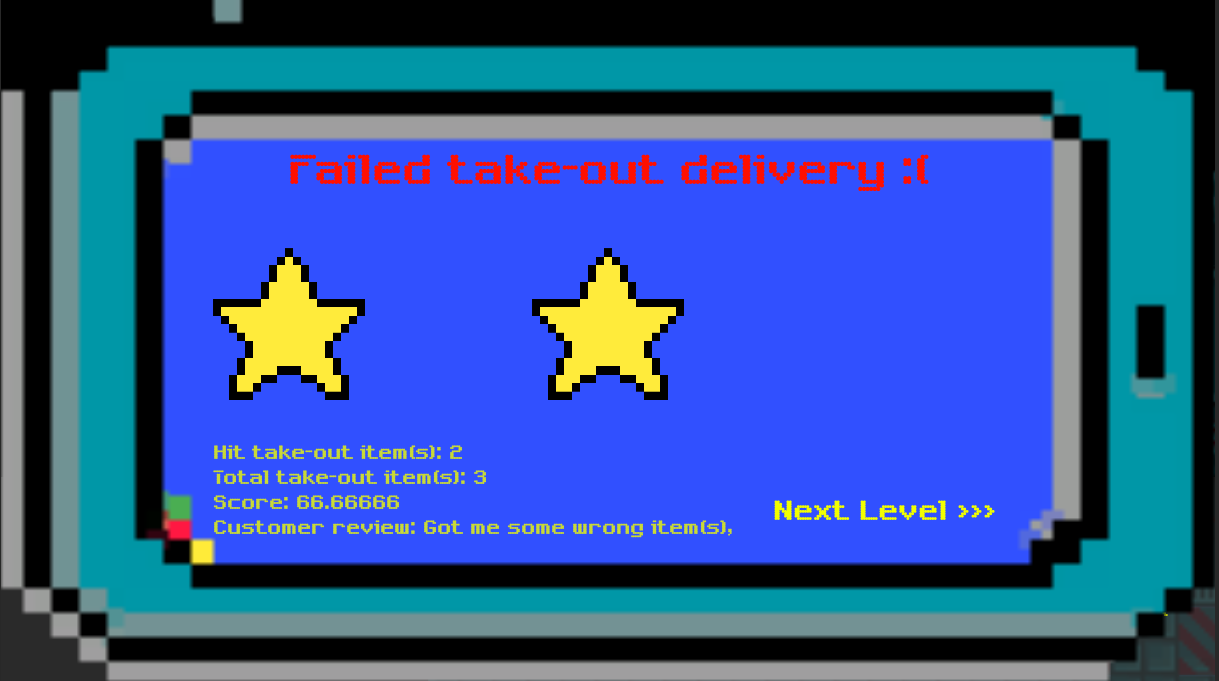 Failed take-out delivery :(
Hit take-out item(s): 2
Total take-out item(s): 3
Score: 66.66666
Customer review: Got me some wrong item(s),
Next Level >>>